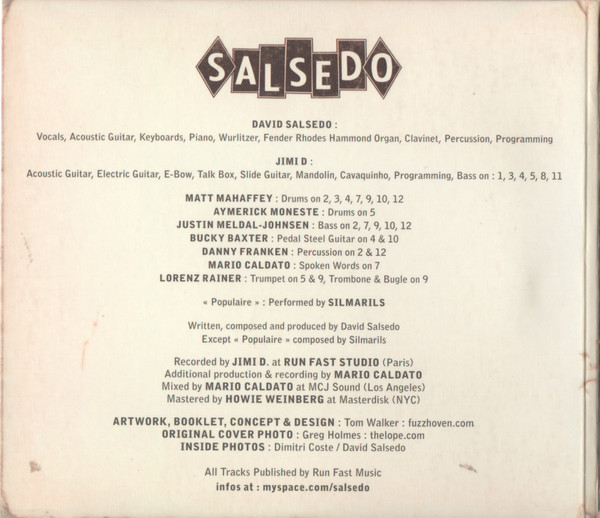 SALSEDO
DAVID SALSEDO :
Vocals, Acoustic Guitar, Keyboards, Piano, Wurlitzer, Fender Rhodes Hammond Organ, Clavinet, Percussion, Programming
JIMI D :
Acoustic Guitar, Electric Guitar, E-Bow, Talk Box, Slide Guitar, Mandolin, Cavaquinho, Programming, Bass on : 1, 3, 4, 5, 8, 11
MATT MAHAFFEY : Drums on 2, 3, 4, 7, 9, 10, 12
AYMERICK MONESTE : Drums on 5
JUSTIN MELDAL-JOHNSEN : Bass on 2, 7, 9, 10, 12
BUCKY BAXTER : Pedal Steel Guitar on 4 & 10
DANNY FRANKEN : Percussion on 2 & 12
MARIO CALDATO : Spoken Words on 7
LORENZ RAINER : Trumpet on 5 & 9, Trombone & Bugle on 9
« Populaire » : Performed by SILMARILS
Written, composed and produced by David Salsedo
Except « Populaire » composed by Silmarils
Recorded by JIMI D. at RUN FAST STUDIO (Paris)
Additional production & recording by MARIO CALDATO
Mixed by MARIO CALDATO at MCJ Sound (Los Angeles)
Mastered by HOWIE WEINBERG at Masterdisk (NYC)
ARTWORK, BOOKLET, CONCEPT & DESIGN : Tom Walker : fuzzhoven.com
ORIGINAL COVER PHOTO : Greg Holmes : thelope.com
INSIDE PHOTOS : Dimitri Coste / David Salsedo
All Tracks Published by Run Fast Music
infos at : myspace.com/salsedo